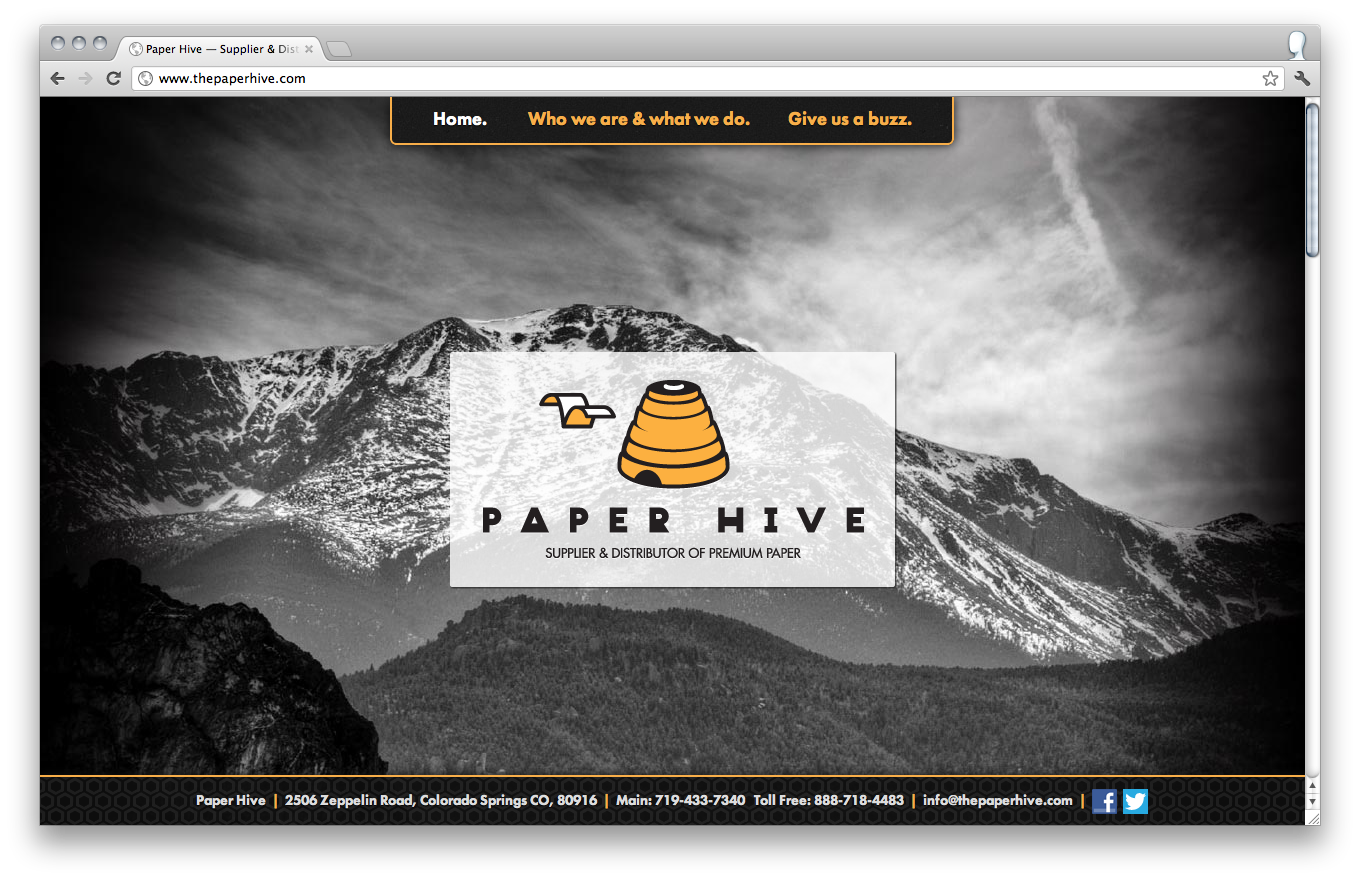 Paper Hive — Supplier & Dist
www.thepaperhive.com
Home. Who we are & what we do. Give us a buzz.
PAPER HIVE
SUPPLIER & DISTRIBUTOR OF PREMIUM PAPER
Paper Hive | 2506 Zeppelin Road, Colorado Springs CO, 80916 | Main: 719-433-7340 Toll Free: 888-718-4483 | info@thepaperhive.com |